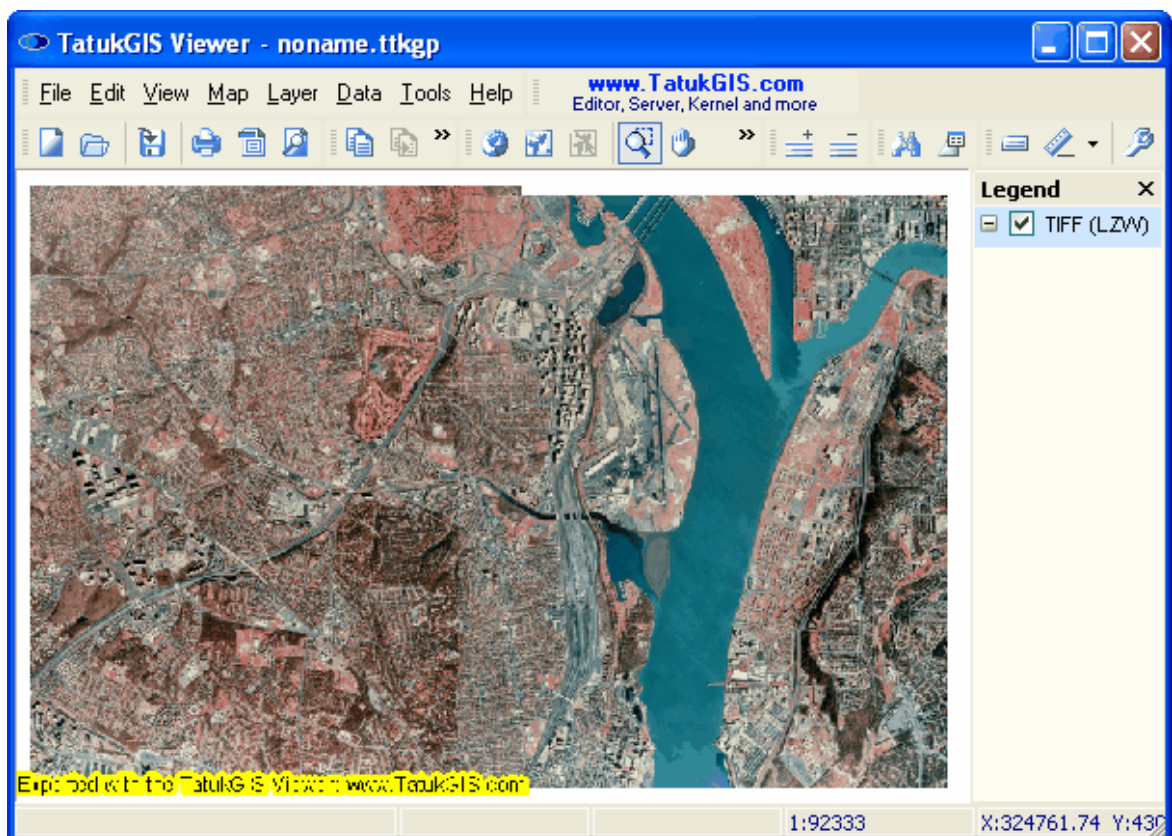 TatukGIS Viewer - noname.ttkgp
File Edit View Map Layer Data Tools Help
www.TatukGIS.com
Editor, Server, Kernel and more
Legend
TIFF (LZW)
Exported with the TatukGIS Viewer: www.TatukGIS.com
1:92333 X:324761.74 Y:430